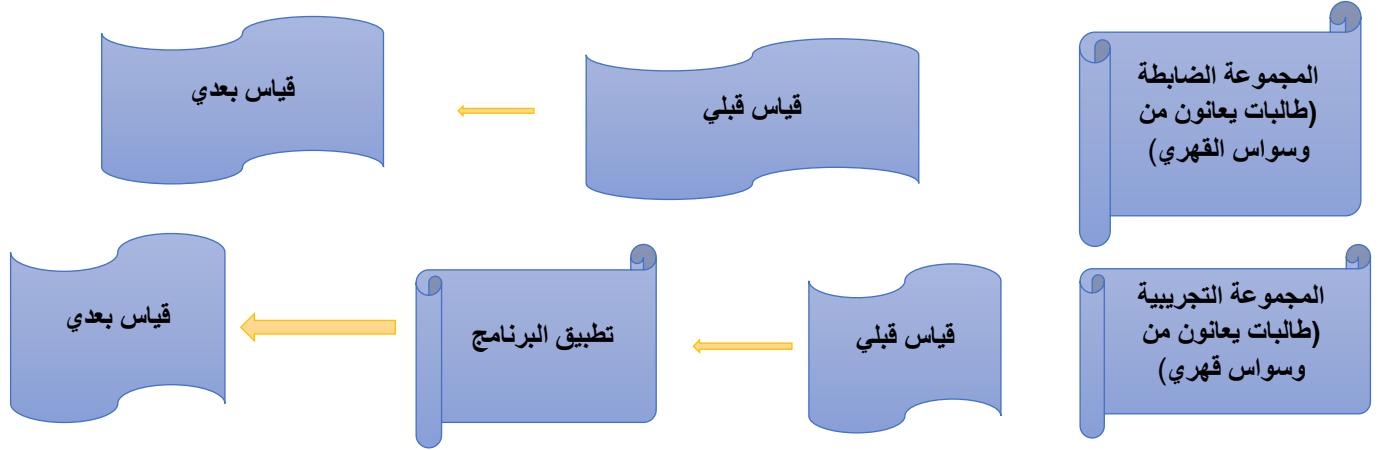 المجموعة الضابطة
(طالبات يعانون من
وسواس القهري)
قياس قبلي
قياس بعدي
المجموعة التجريبية
(طالبات يعانون من
وسواس قهري)
قياس قبلي
تطبيق البرنامج
قياس بعدي